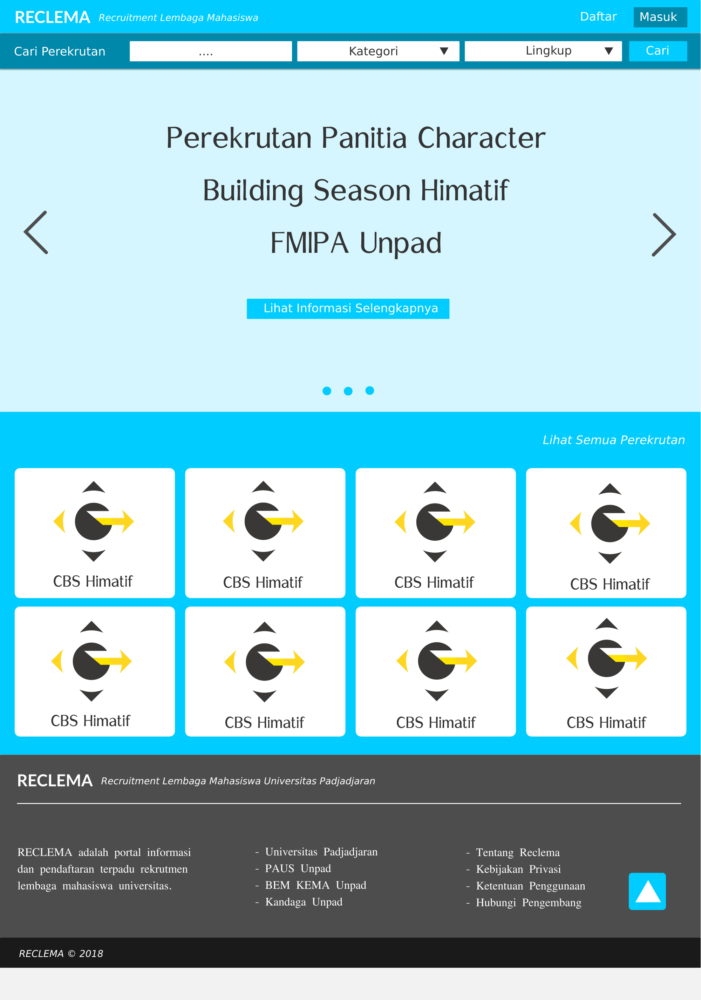 RECLEMA Recruitment Lembaga Mahasiswa Daftar Masuk
Cari Perekrutan .... Kategori Lingkup Cari
Perekrutan Panitia Character
Building Season Himatif
FMIPA Unpad
Lihat Informasi Selengkapnya
Lihat Semua Perekrutan
CBS Himatif CBS Himatif CBS Himatif CBS Himatif
CBS Himatif CBS Himatif CBS Himatif CBS Himatif
RECLEMA Recruitment Lembaga Mahasiswa Universitas Padjadjaran
RECLEMA adalah portal informasi
dan pendaftaran terpadu rekrutmen
lembaga mahasiswa universitas.
- Universitas Padjadjaran
- PAUS Unpad
- BEM KEMA Unpad
- Kandaga Unpad
- Tentang Reclema
- Kebijakan Privasi
- Ketentuan Penggunaan
- Hubungi Pengembang
RECLEMA © 2018